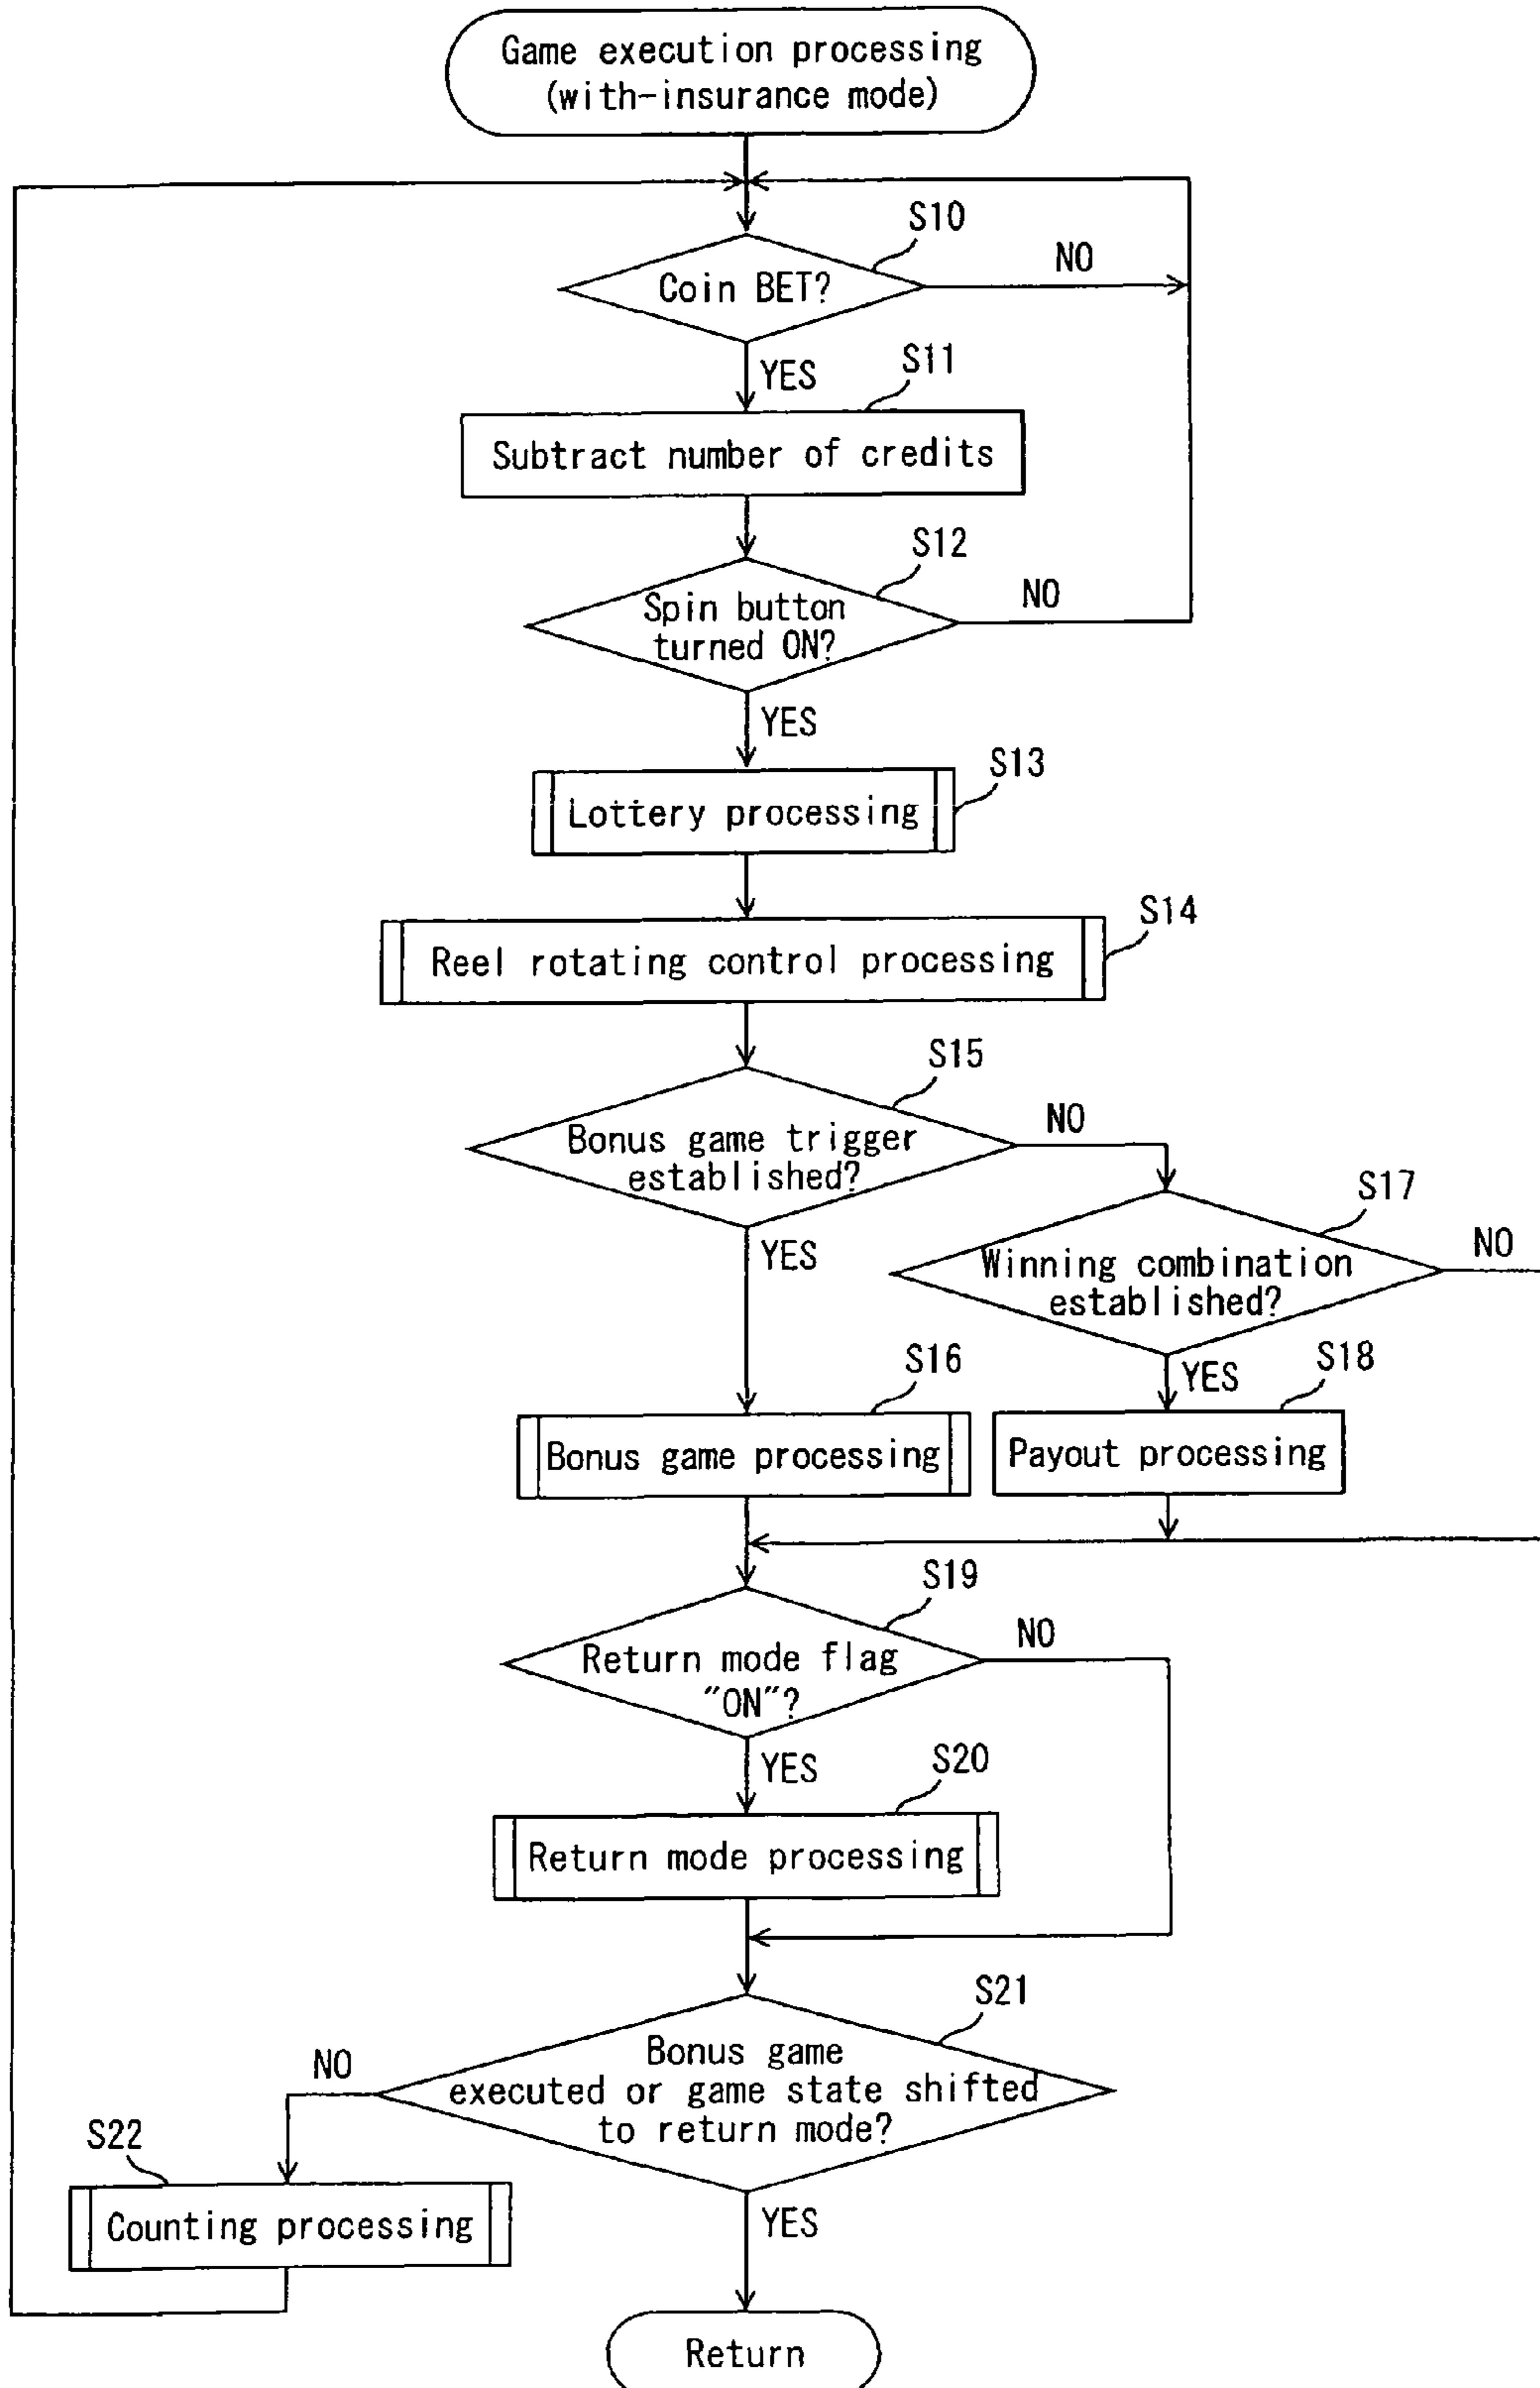 Game execution processing
(with-insurance mode)
S10
Coin BET?
NO
YES
S11
Subtract number of credits
S12
Spin button
turned ON?
NO
YES
S13
Lottery processing
S14
Reel rotating control processing
S15
Bonus game trigger
established?
NO
YES
S17
Winning combination
established?
NO
YES
S16
Bonus game processing
S18
Payout processing
S19
Return mode flag
"ON"?
NO
YES
S20
Return mode processing
S21
Bonus game
executed or game state shifted
to return mode?
NO
YES
S22
Counting processing
Return